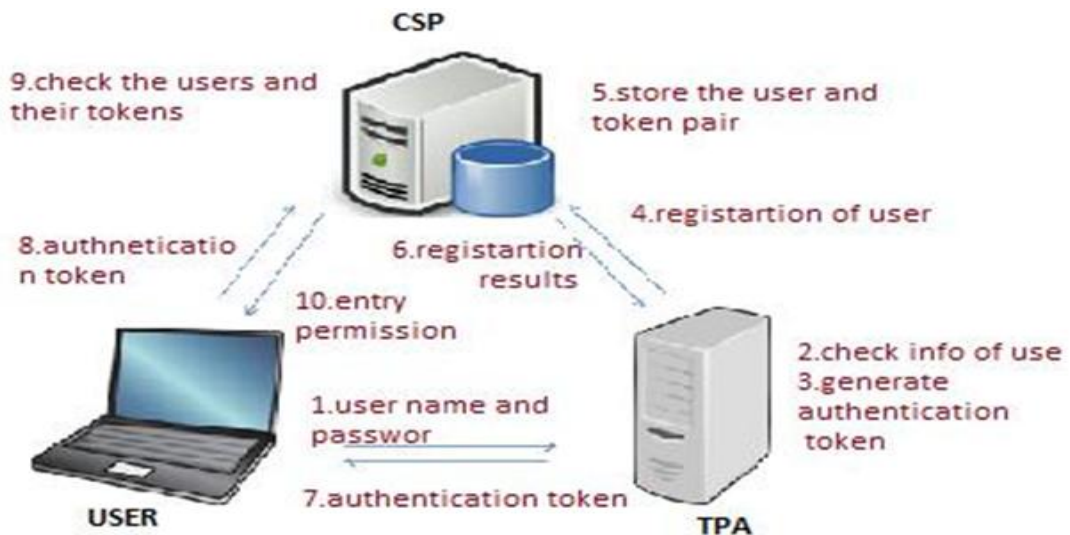 CSP
9.check the users and
their tokens
5.store the user and
token pair
4.registartion of user
8.authneticatio
n token
6.registartion
results
10.entry
permission
2.check info of use
3.generate
authentication
token
1.user name and
passwor
7.authentication token
USER
TPA